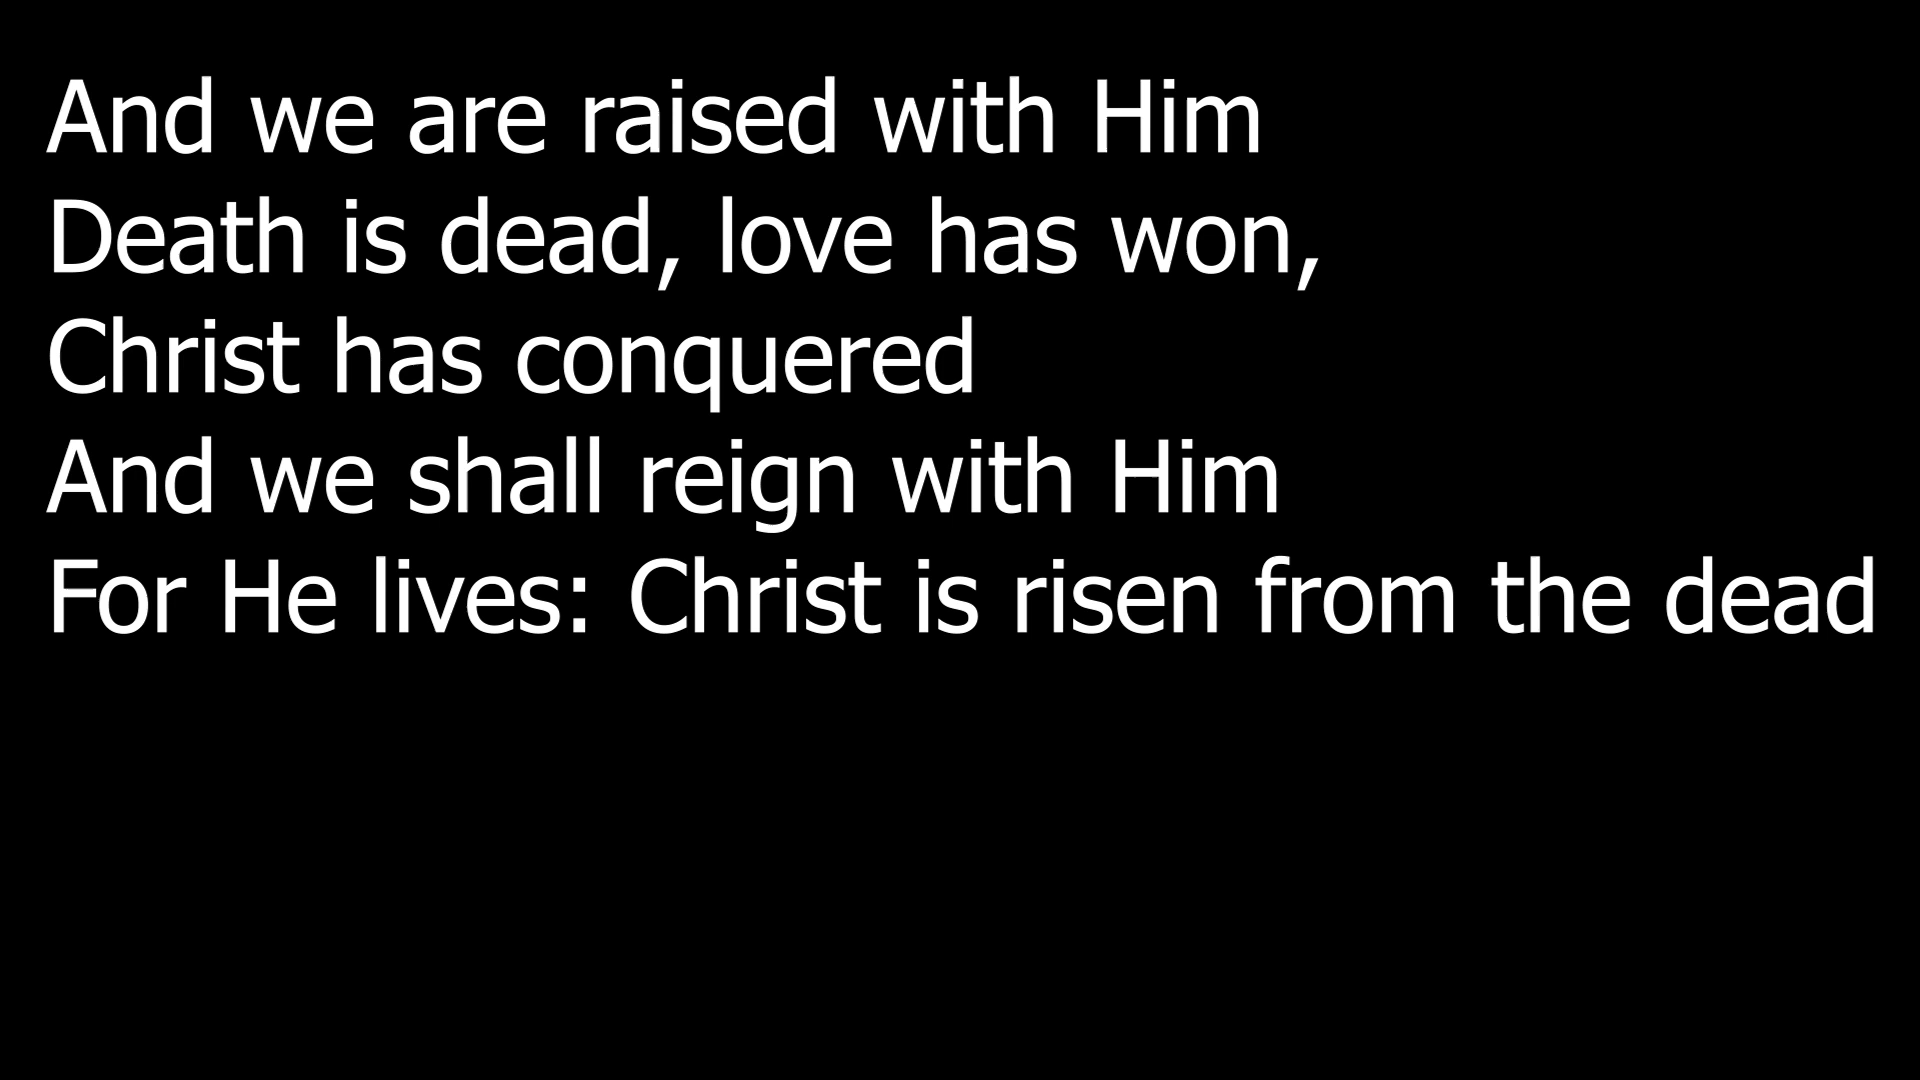 And we are raised with Him
Death is dead, love has won,
Christ has conquered
And we shall reign with Him
For He lives: Christ is risen from the dead